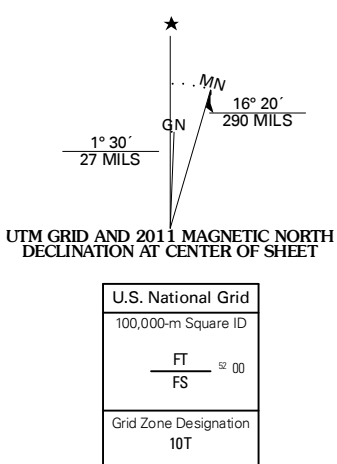 ★
MN
16° 20´
290 MILS
GN
1° 30´
27 MILS
UTM GRID AND 2011 MAGNETIC NORTH
DECLINATION AT CENTER OF SHEET
U.S. National Grid
100,000-m Square ID
FT
52 00
FS
Grid Zone Designation
10T